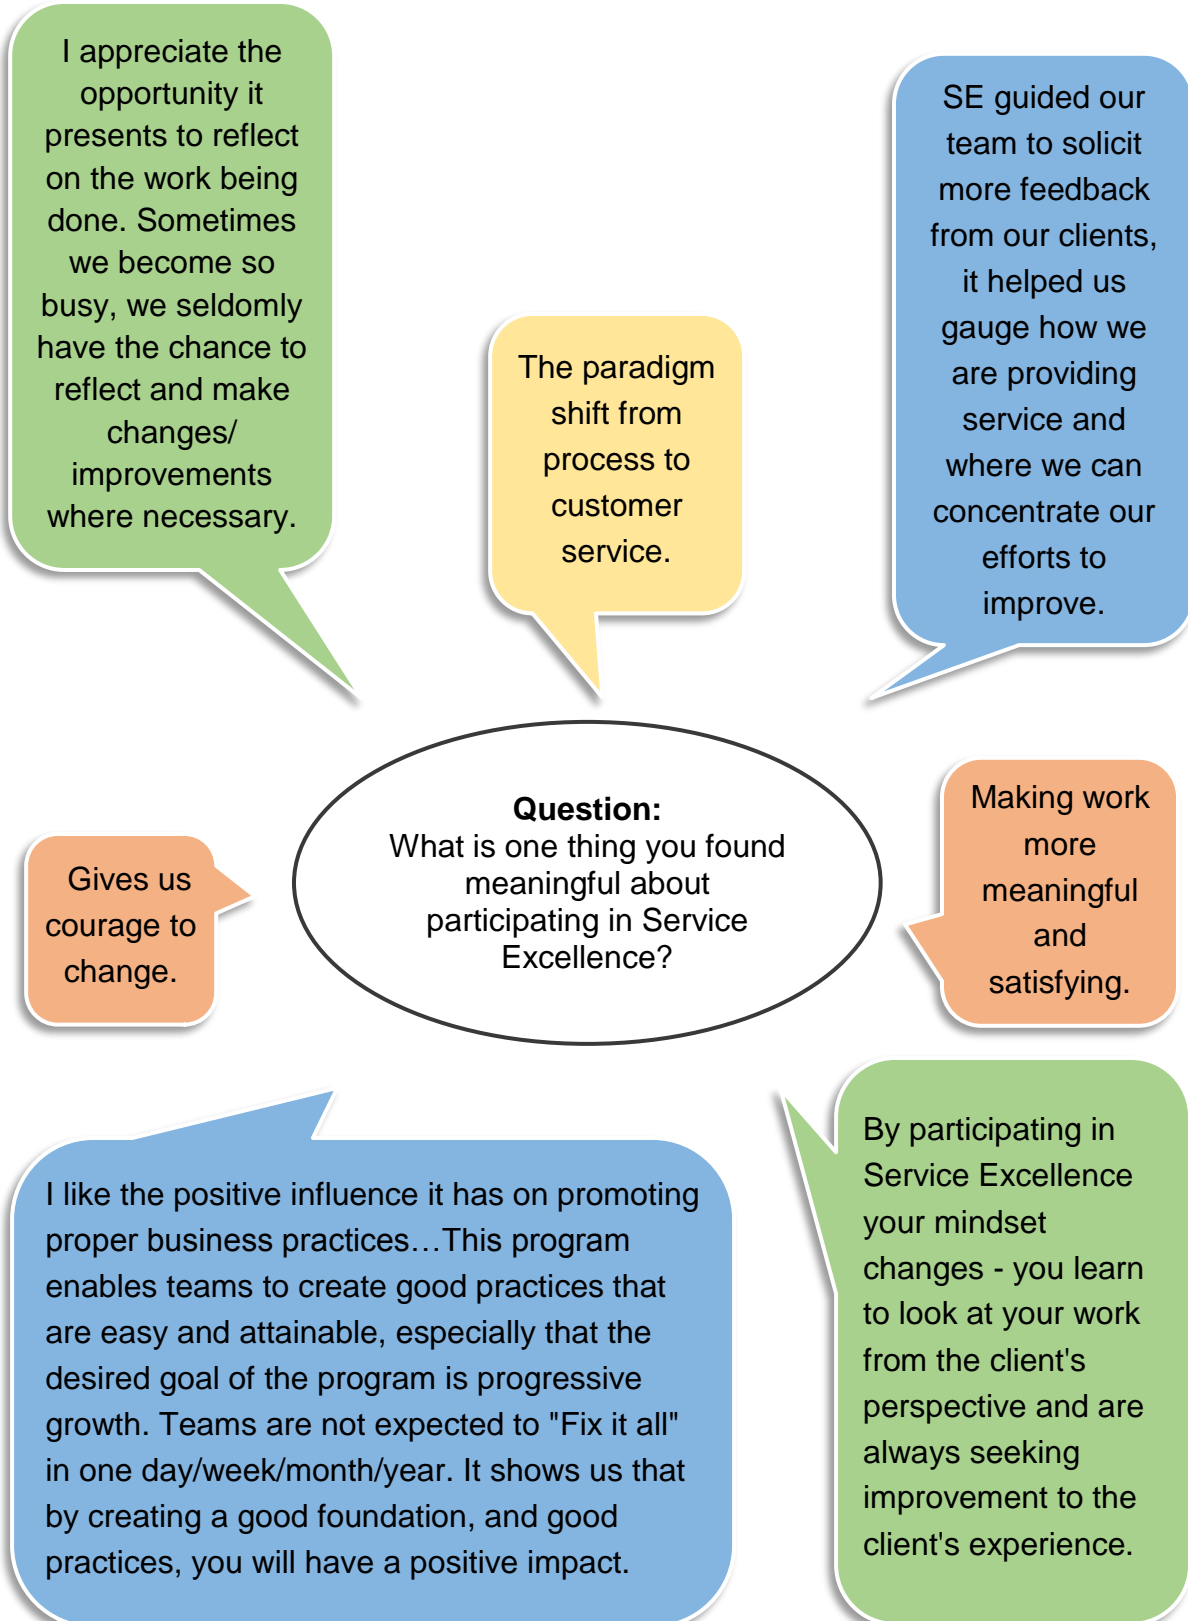 I appreciate the
opportunity it
presents to reflect
on the work being
done. Sometimes
we become so
busy, we seldomly
have the chance to
reflect and make
changes/
improvements
where necessary.
The paradigm
shift from
process to
customer
service.
SE guided our
team to solicit
more feedback
from our clients,
it helped us
gauge how we
are providing
service and
where we can
concentrate our
efforts to
improve.
Question:
What is one thing you found
meaningful about
participating in Service
Excellence?
Gives us
courage to
change.
Making work
more
meaningful
and
satisfying.
I like the positive influence it has on promoting
proper business practices…This program
enables teams to create good practices that
are easy and attainable, especially that the
desired goal of the program is progressive
growth. Teams are not expected to "Fix it all"
in one day/week/month/year. It shows us that
by creating a good foundation, and good
practices, you will have a positive impact.
By participating in
Service Excellence
your mindset
changes - you learn
to look at your work
from the client's
perspective and are
always seeking
improvement to the
client's experience.